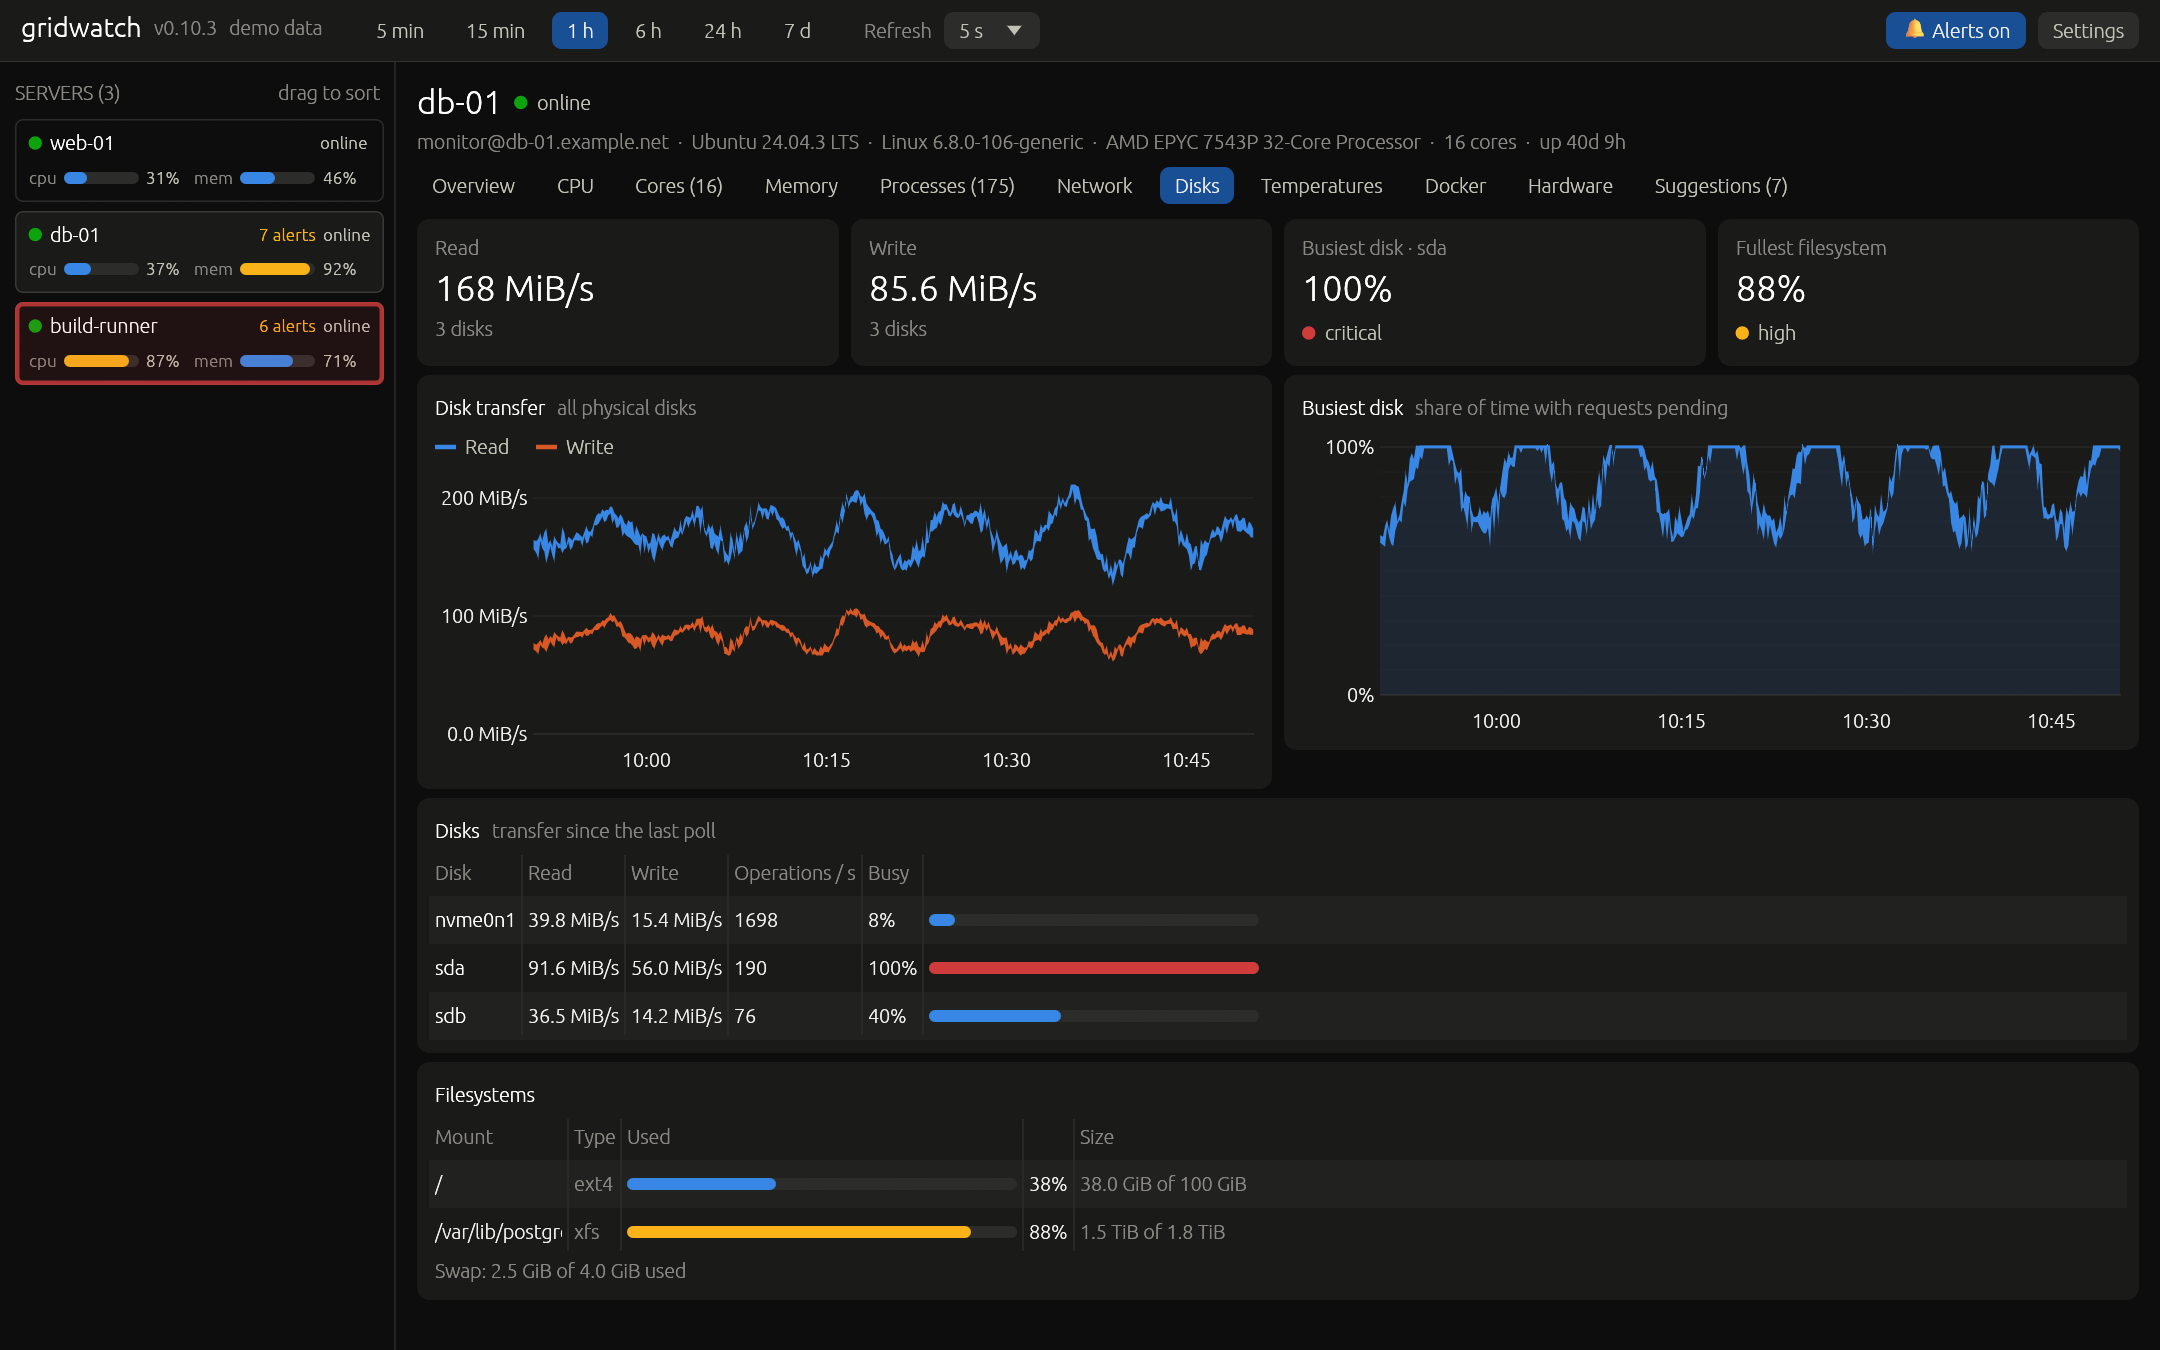 gridwatch v0.10.3 demo data 5 min 15 min 1 h 6 h 24 h 7 d Refresh 5 s Alerts on Settings
SERVERS (3) drag to sort
web-01 online
cpu 31% mem 46%
db-01 7 alerts online
cpu 37% mem 92%
build-runner 6 alerts online
cpu 87% mem 71%
db-01 online
monitor@db-01.example.net · Ubuntu 24.04.3 LTS · Linux 6.8.0-106-generic · AMD EPYC 7543P 32-Core Processor · 16 cores · up 40d 9h
Overview CPU Cores (16) Memory Processes (175) Network Disks Temperatures Docker Hardware Suggestions (7)
Read
168 MiB/s
3 disks
Write
85.6 MiB/s
3 disks
Busiest disk · sda
100%
critical
Fullest filesystem
88%
high
Disk transfer all physical disks
Read Write
200 MiB/s
100 MiB/s
0.0 MiB/s
10:00 10:15 10:30 10:45
Busiest disk share of time with requests pending
100%
0%
10:00 10:15 10:30 10:45
Disks transfer since the last poll
Disk Read Write Operations / s Busy
nvme0n1 39.8 MiB/s 15.4 MiB/s 1698 8%
sda 91.6 MiB/s 56.0 MiB/s 190 100%
sdb 36.5 MiB/s 14.2 MiB/s 76 40%
Filesystems
Mount Type Used Size
/ ext4 38% 38.0 GiB of 100 GiB
/var/lib/postgr xfs 88% 1.5 TiB of 1.8 TiB
Swap: 2.5 GiB of 4.0 GiB used